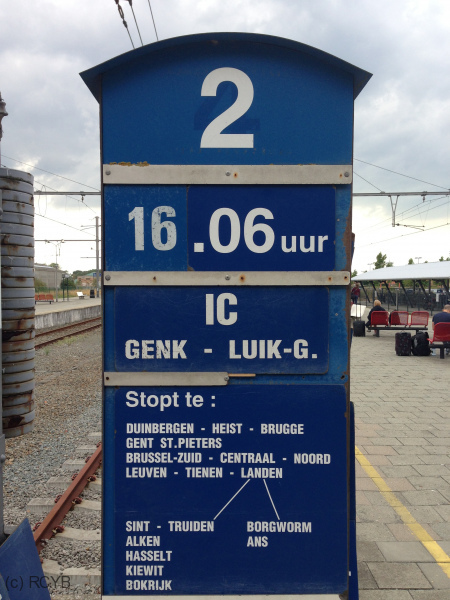 2
16 .06 uur
IC
GENK - LUIK-G.
Stopt te :
DUINBERGEN - HEIST - BRUGGE
GENT ST.PIETERS
BRUSSEL-ZUID - CENTRAAL - NOORD
LEUVEN - TIENEN - LANDEN
SINT - TRUIDEN BORGWORM
ALKEN ANS
HASSELT
KIEWIT
BOKRIJK
(c) RCYB